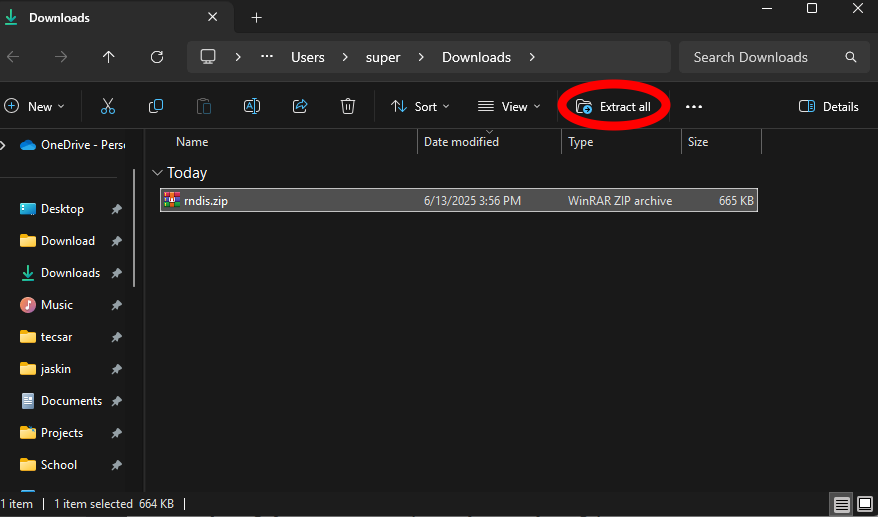 Downloads
Users
super
Downloads
Search Downloads
New
Sort
View
Extract all
Details
OneDrive - Pers
Name
Date modified
Type
Size
Today
rndis.zip
6/13/2025 3:56 PM
WinRAR ZIP archive
665 KB
Desktop
Download
Downloads
Music
tecsar
jaskin
Documents
Projects
School
1 item
1 item selected 664 KB